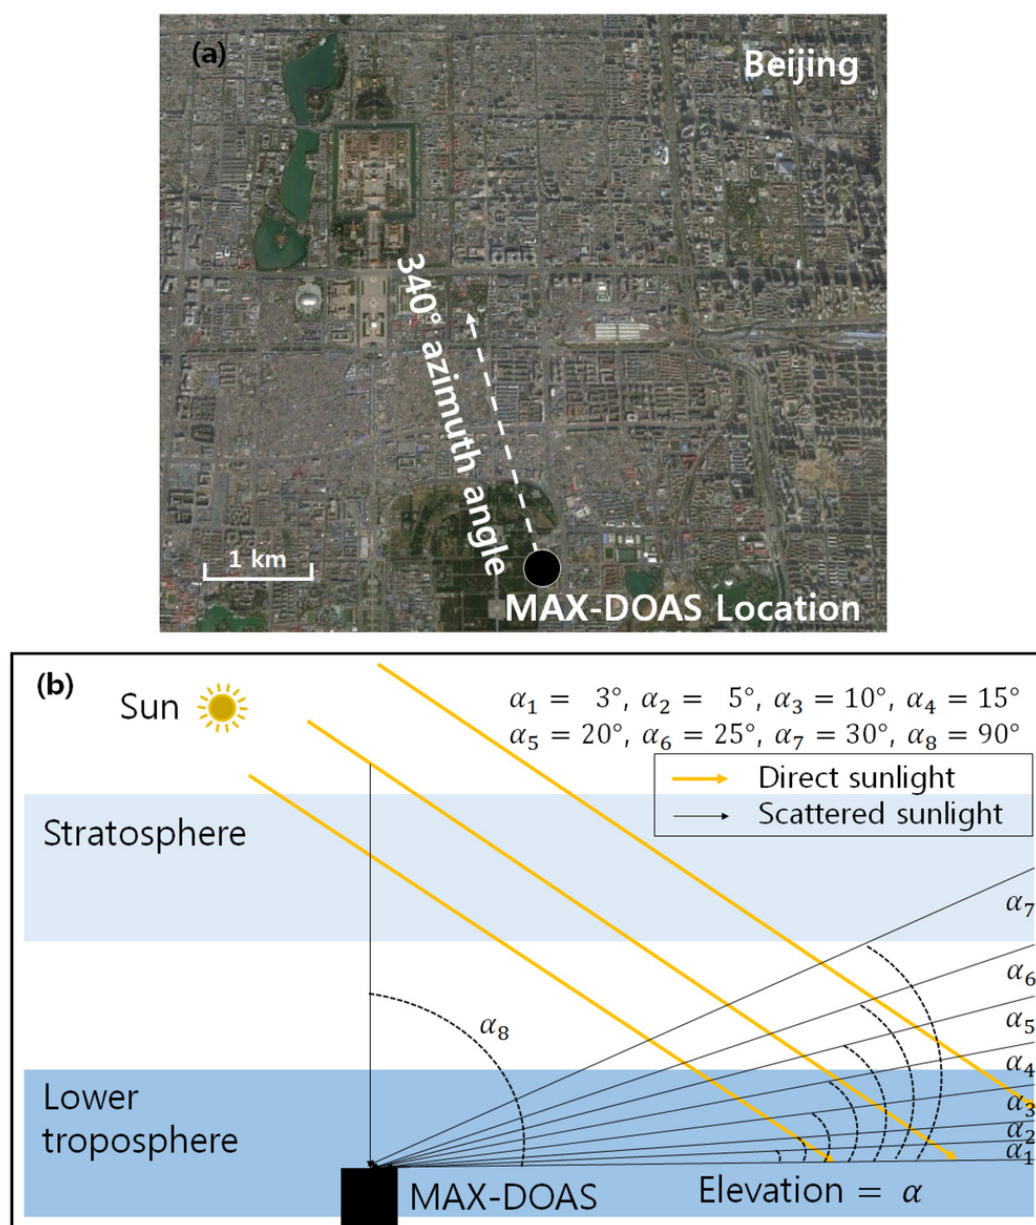 (a)
Beijing
340° azimuth angle
1 km
MAX-DOAS Location
(b)
Sun
α₁ = 3°, α₂ = 5°, α₃ = 10°, α₄ = 15°
α₅ = 20°, α₆ = 25°, α₇ = 30°, α₈ = 90°
Direct sunlight
Scattered sunlight
Stratosphere
α₇
α₆
α₅
α₈
α₄
Lower
troposphere
α₃
α₂
α₁
MAX-DOAS
Elevation = α